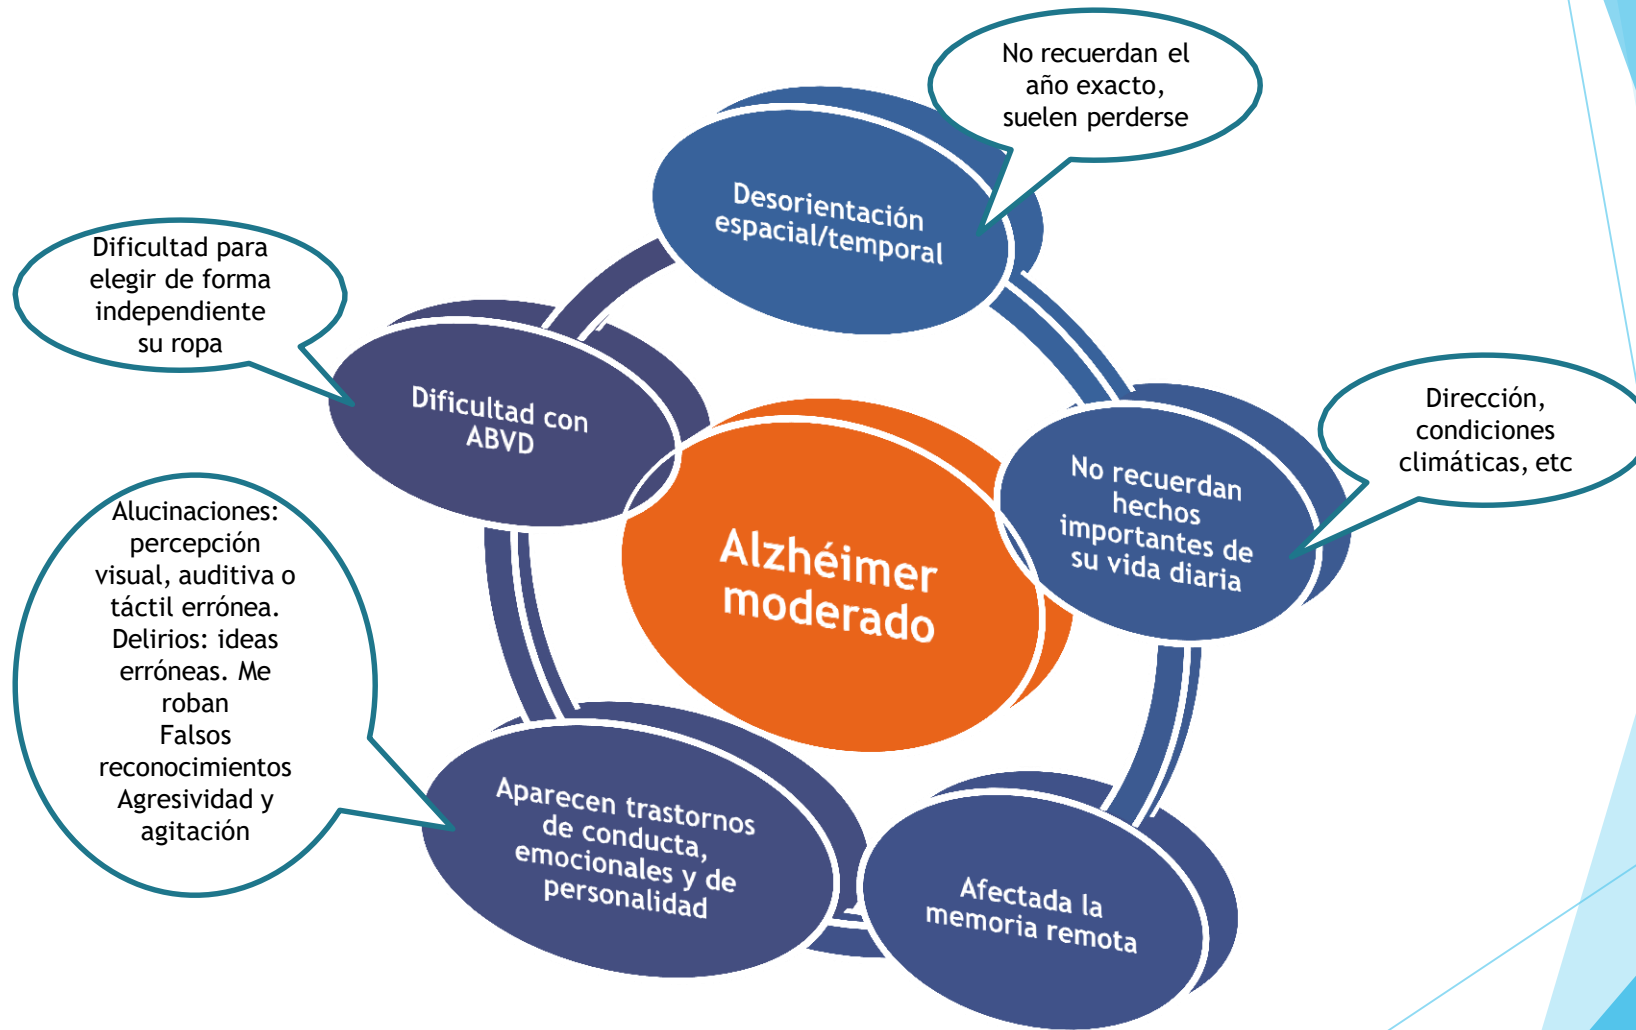 No recuerdan el
año exacto,
suelen perderse
Desorientación
espacial/temporal
Dificultad para
elegir de forma
independiente
su ropa
Dificultad con
ABVD
Dirección,
condiciones
climáticas, etc
No recuerdan
hechos
importantes de
su vida diaria
Alzhéimer
moderado
Alucinaciones:
percepción
visual, auditiva o
táctil errónea.
Delirios: ideas
erróneas. Me
roban
Falsos
reconocimientos
Agresividad y
agitación
Aparecen trastornos
de conducta,
emocionales y de
personalidad
Afectada la
memoria remota